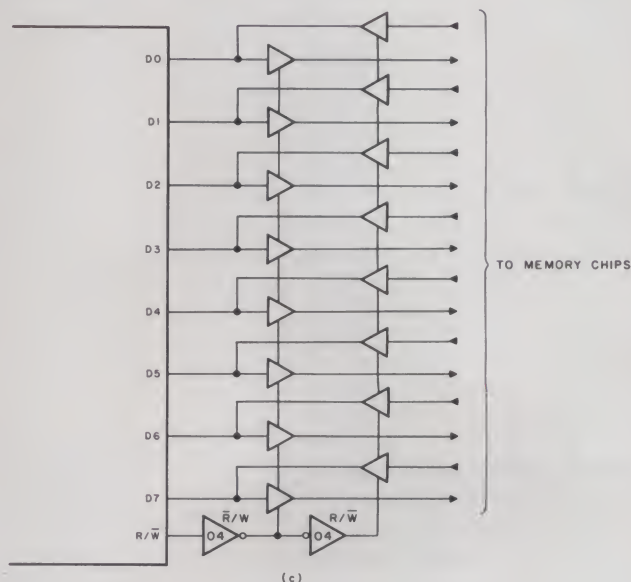 D0
D1
D2
TO MEMORY CHIPS
D3
D4
D5
D6
D7
R/W̅
04
R̅/W
04
R/W̅
(c)